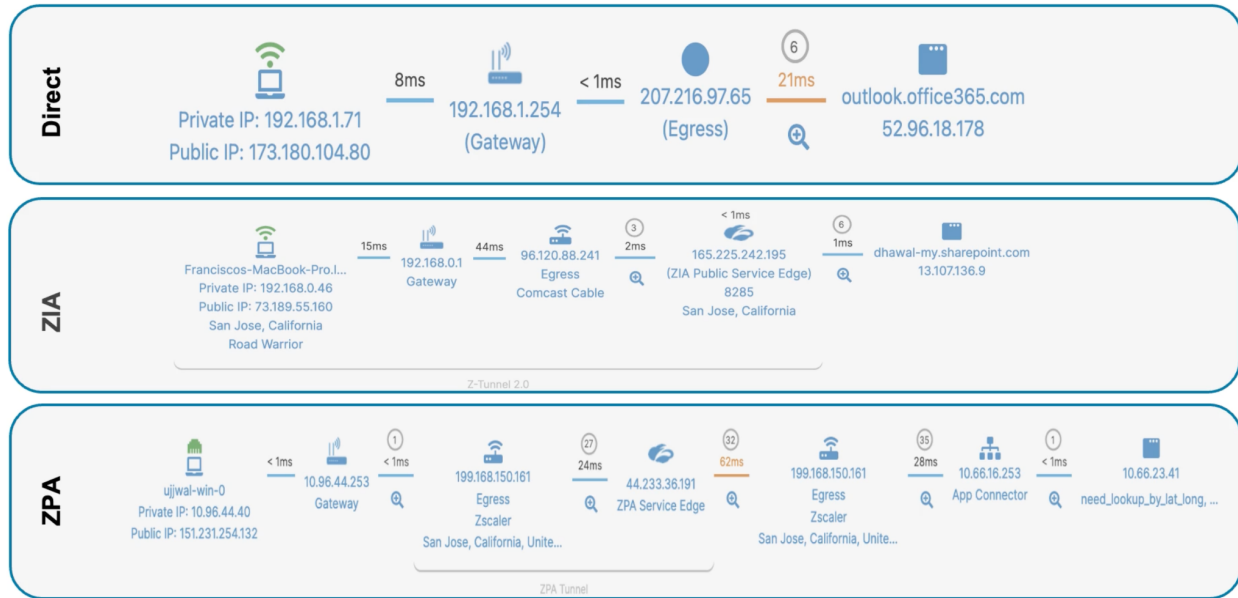 Direct
Private IP: 192.168.1.71
Public IP: 173.180.104.80
8ms
192.168.1.254
(Gateway)
< 1ms
207.216.97.65
(Egress)
6
21ms
outlook.office365.com
52.96.18.178
ZIA
Franciscos-MacBook-Pro.l...
Private IP: 192.168.0.46
Public IP: 73.189.55.160
San Jose, California
Road Warrior
15ms
192.168.0.1
Gateway
44ms
96.120.88.241
Egress
Comcast Cable
3
2ms
< 1ms
165.225.242.195
(ZIA Public Service Edge)
8285
San Jose, California
6
1ms
dhawal-my.sharepoint.com
13.107.136.9
Z-Tunnel 2.0
ZPA
ujjwal-win-0
Private IP: 10.96.44.40
Public IP: 151.231.254.132
< 1ms
10.96.44.253
Gateway
1
< 1ms
199.168.150.161
Egress
Zscaler
San Jose, California, Unite...
27
24ms
44.233.36.191
ZPA Service Edge
32
62ms
199.168.150.161
Egress
Zscaler
San Jose, California, Unite...
35
28ms
10.66.16.253
App Connector
1
< 1ms
10.66.23.41
need_lookup_by_lat_long, ...
ZPA Tunnel